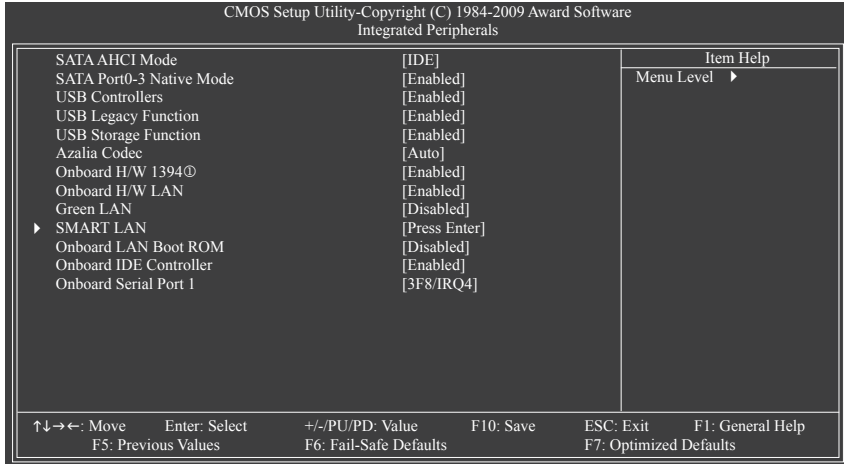 CMOS Setup Utility-Copyright (C) 1984-2009 Award Software
Integrated Peripherals
SATA AHCI Mode [IDE]
SATA Port0-3 Native Mode [Enabled]
USB Controllers [Enabled]
USB Legacy Function [Enabled]
USB Storage Function [Enabled]
Azalia Codec [Auto]
Onboard H/W 1394① [Enabled]
Onboard H/W LAN [Enabled]
Green LAN [Disabled]
SMART LAN [Press Enter]
Onboard LAN Boot ROM [Disabled]
Onboard IDE Controller [Enabled]
Onboard Serial Port 1 [3F8/IRQ4]
Item Help
Menu Level
↑↓→←: Move Enter: Select +/-/PU/PD: Value F10: Save ESC: Exit F1: General Help
F5: Previous Values F6: Fail-Safe Defaults F7: Optimized Defaults